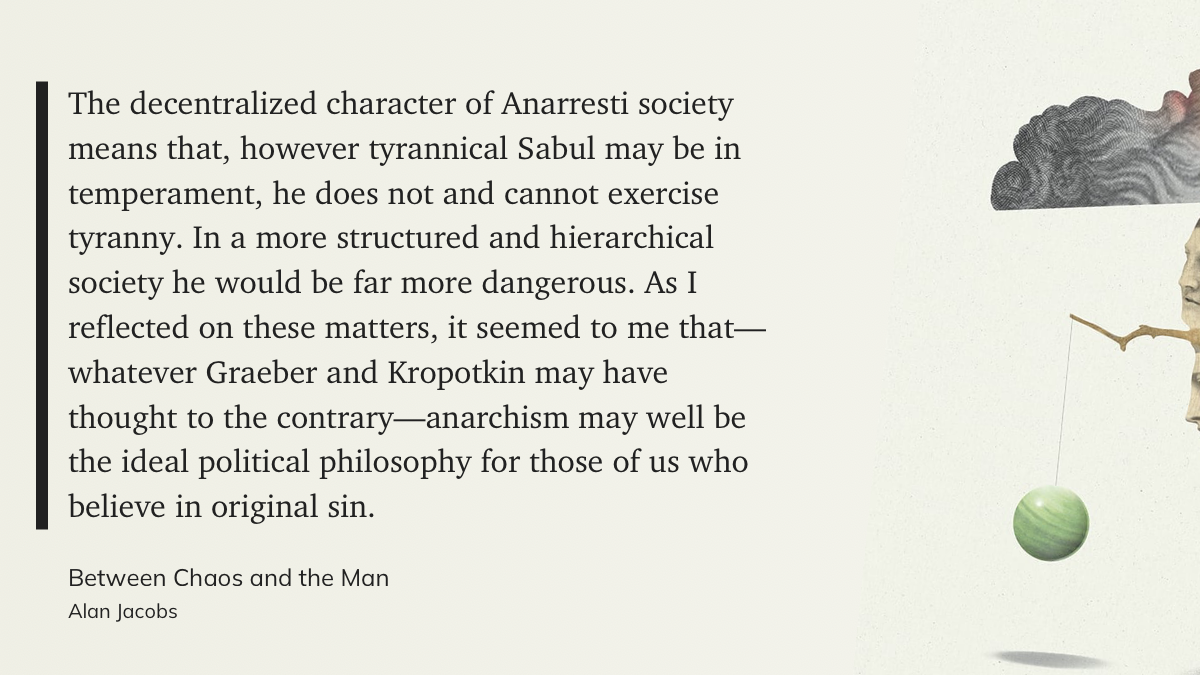 The decentralized character of Anarresti society
means that, however tyrannical Sabul may be in
temperament, he does not and cannot exercise
tyranny. In a more structured and hierarchical
society he would be far more dangerous. As I
reflected on these matters, it seemed to me that—
whatever Graeber and Kropotkin may have
thought to the contrary—anarchism may well be
the ideal political philosophy for those of us who
believe in original sin.
Between Chaos and the Man
Alan Jacobs